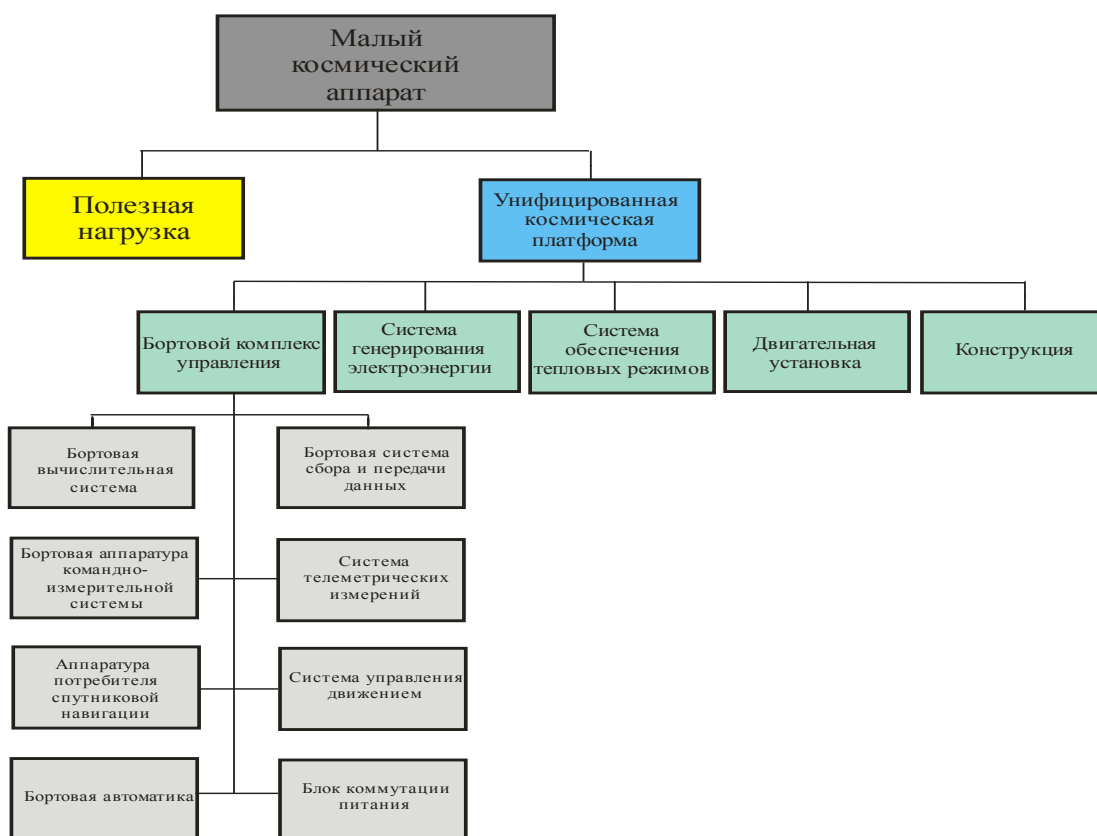 Малый
космический
аппарат
Полезная
нагрузка
Унифицированная
космическая
платформа
Бортовой комплекс
управления
Система
генерирования
электроэнергии
Система
обеспечения
тепловых режимов
Двигательная
установка
Конструкция
Бортовая
вычислительная
система
Бортовая система
сбора и передачи
данных
Бортовая аппаратура
командно-
измерительной
системы
Система
телеметрических
измерений
Аппаратура
потребителя
спутниковой
навигации
Система управления
движением
Бортовая автоматика
Блок коммутации
питания